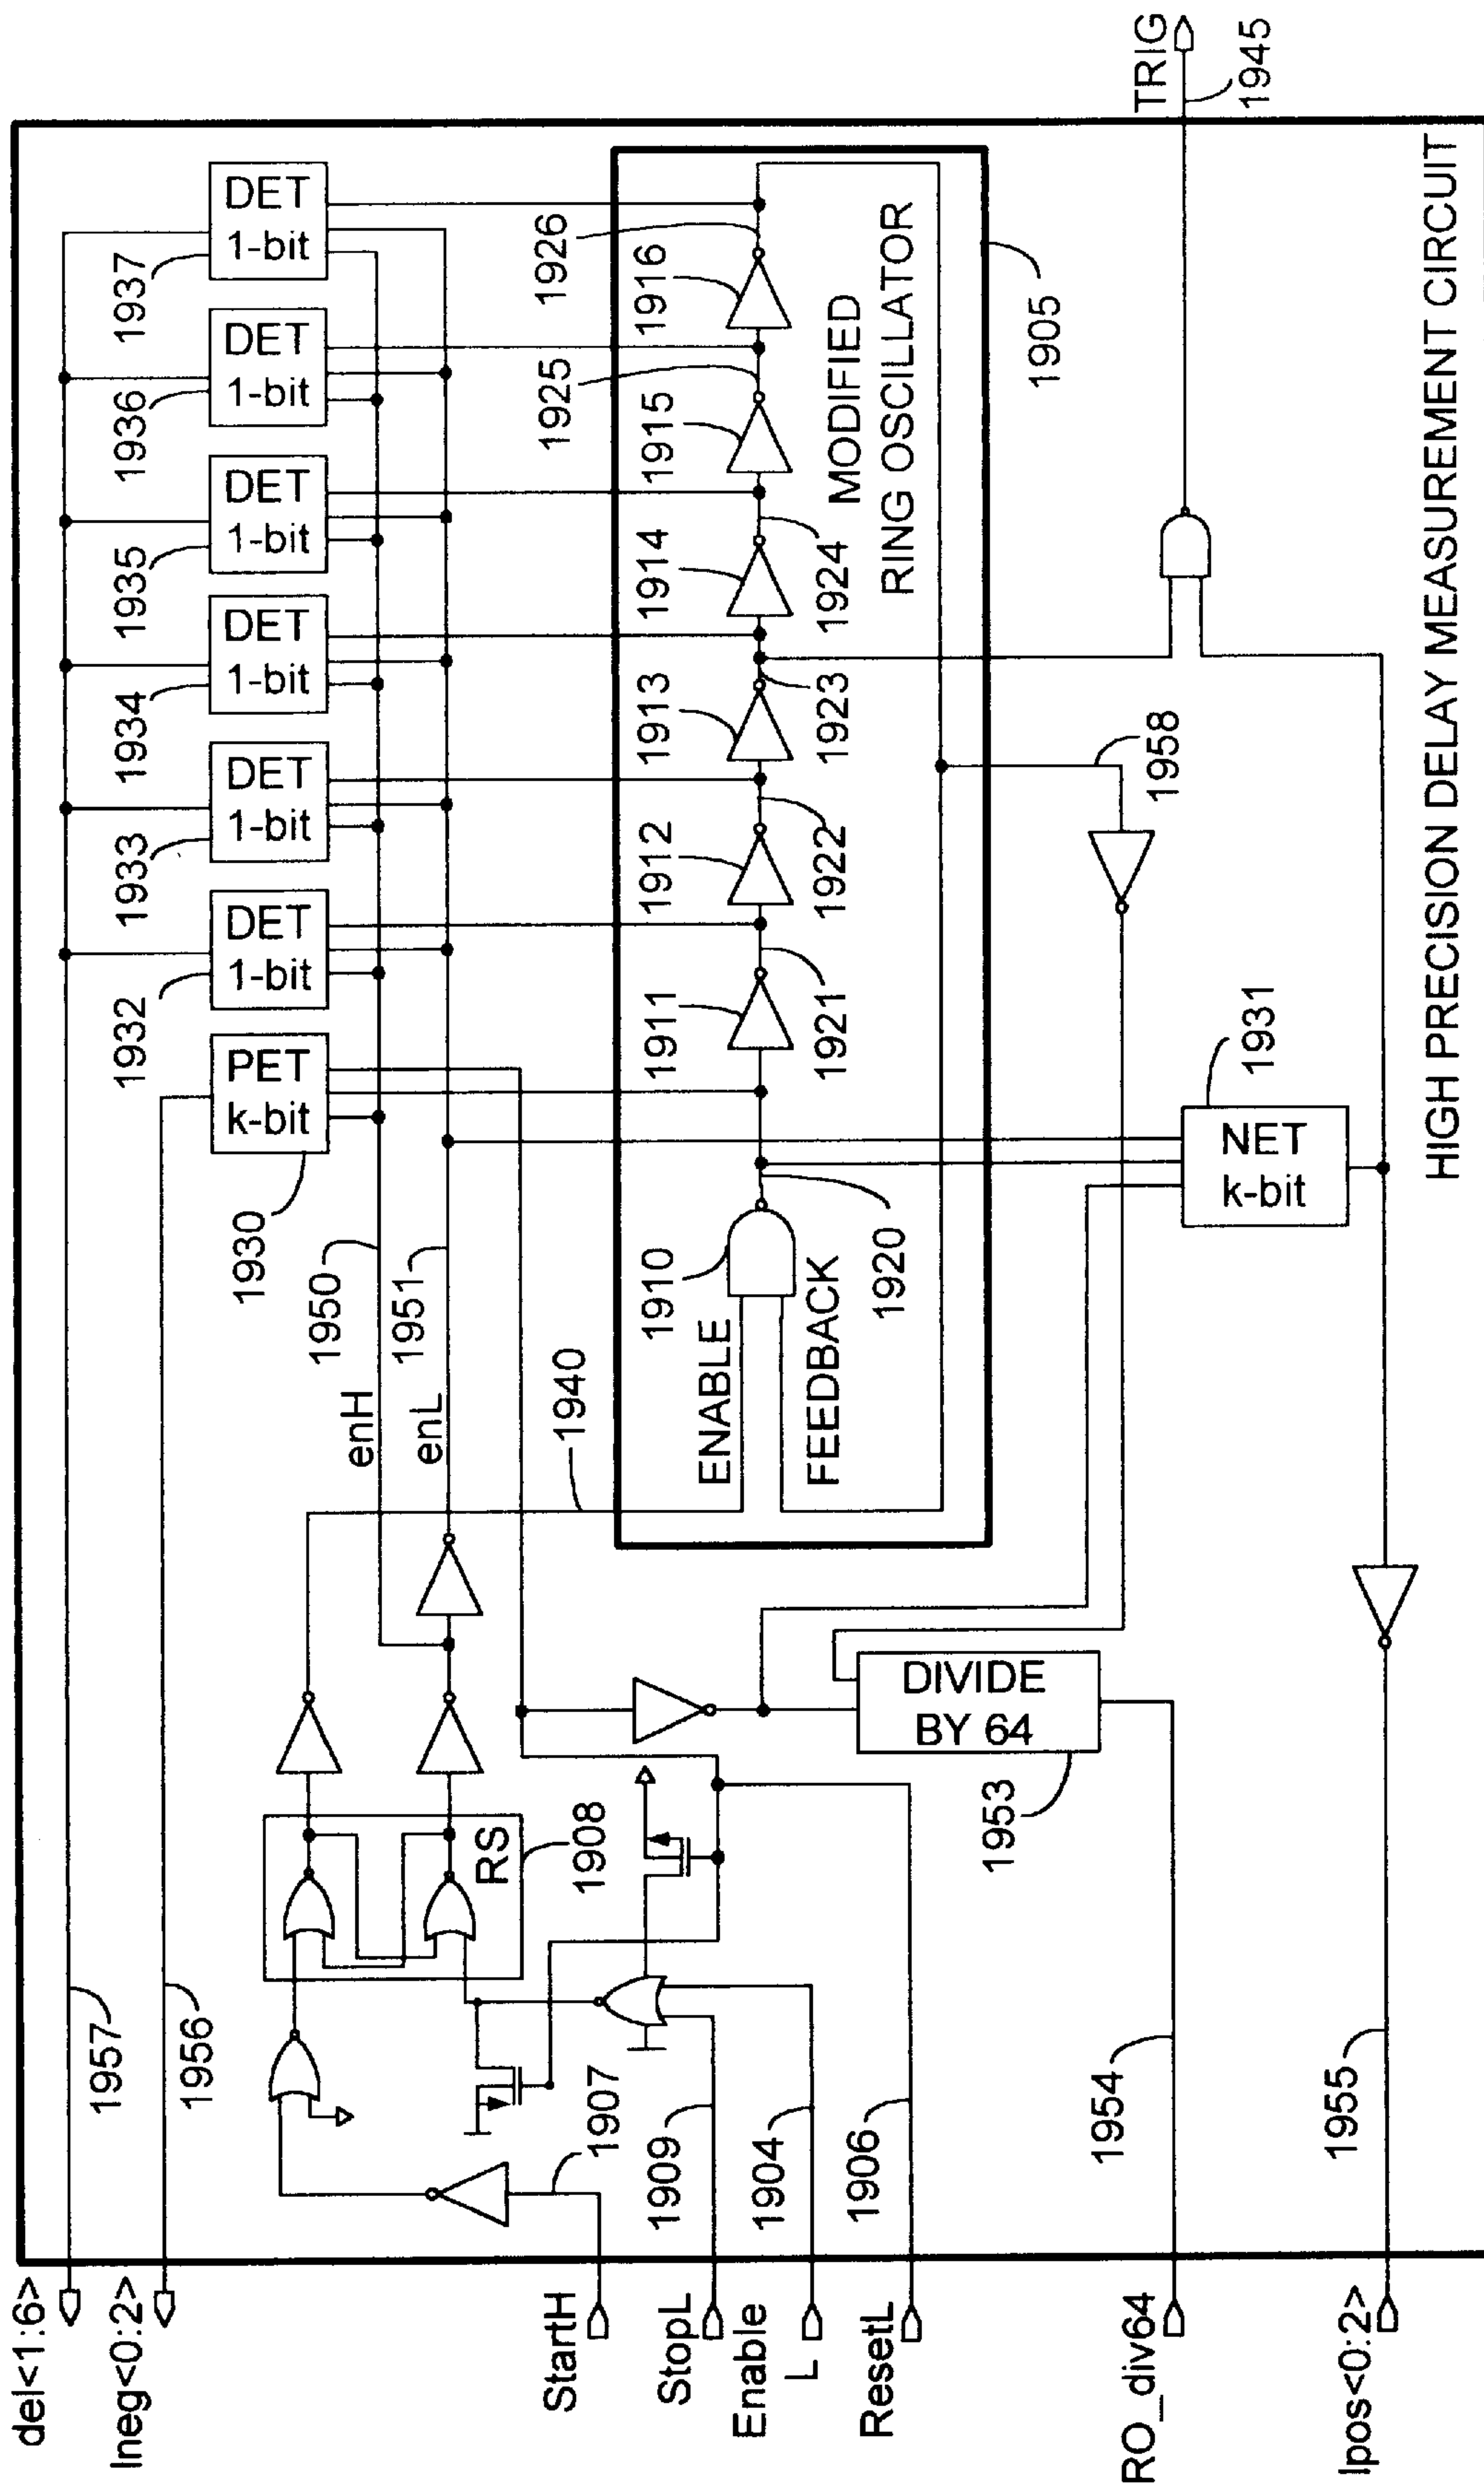 del<1:6>
Ineg<0:2>
StartH
StopL
Enable
L
ResetL
RO_div64
Ipos<0:2>
1957
1956
1907
1909
1904
1906
1954
1955
RS
1908
DIVIDE
BY 64
1953
enH
enL
1950
1951
1940
1930
PET
k-bit
1932
DET
1-bit
1933
DET
1-bit
1934
DET
1-bit
1935
DET
1-bit
1936
DET
1-bit
1937
DET
1-bit
ENABLE
FEEDBACK
1910
1920
1911
1921
1912
1922
1913
1923
1914
1924
1915
1925
1916
1926
MODIFIED
RING OSCILLATOR
1905
1958
NET
k-bit
1931
TRIG
1945
HIGH PRECISION DELAY MEASUREMENT CIRCUIT